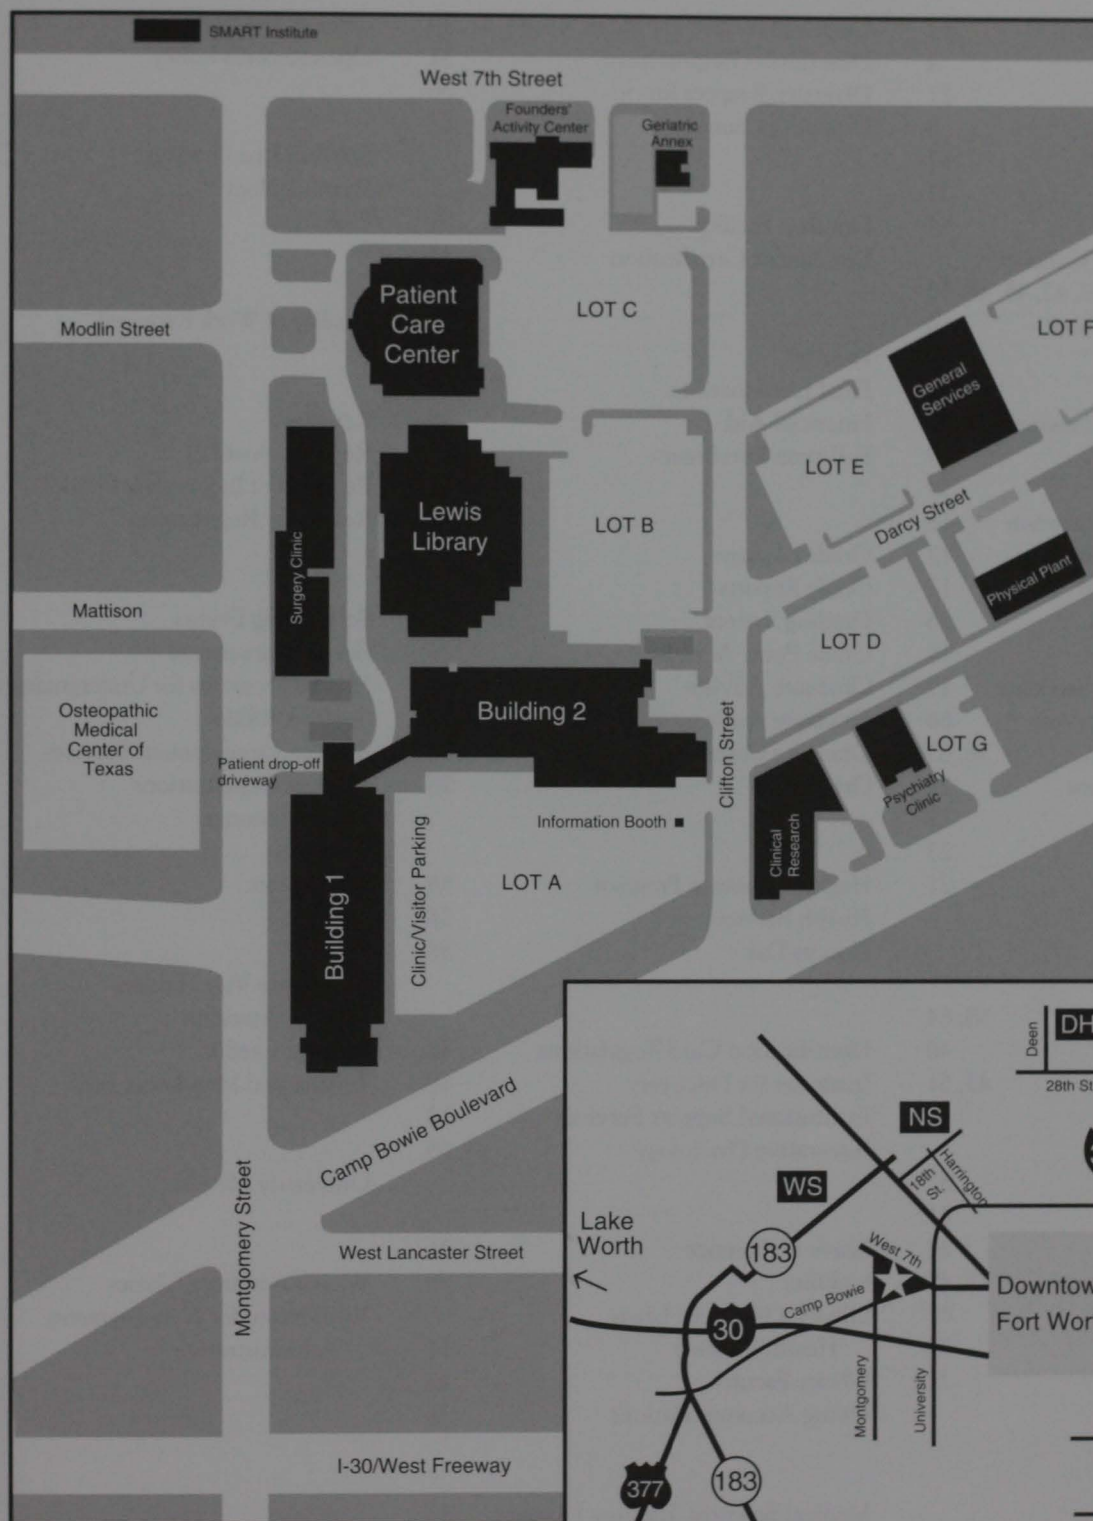 SMART Institute
West 7th Street
Founders'
Activity Center
Geriatric
Annex
Patient
Care
Center
LOT C
Modlin Street
LOT F
General
Services
LOT E
Lewis
Library
LOT B
Darcy Street
Surgery Clinic
Physical Plant
Mattison
LOT D
Osteopathic
Medical
Center of
Texas
Building 2
Clifton Street
LOT G
Patient drop-off
driveway
Psychiatry
Clinic
Information Booth
Clinical
Research
Clinic/Visitor Parking
LOT A
Building 1
Camp Bowie Boulevard
Montgomery Street
West Lancaster Street
I-30/West Freeway
Deen
DH
28th St
NS
Harrington
18th
St.
WS
Lake
Worth
183
West 7th
Camp Bowie
30
Downtow
Fort Wor
Montgomery
University
377
183